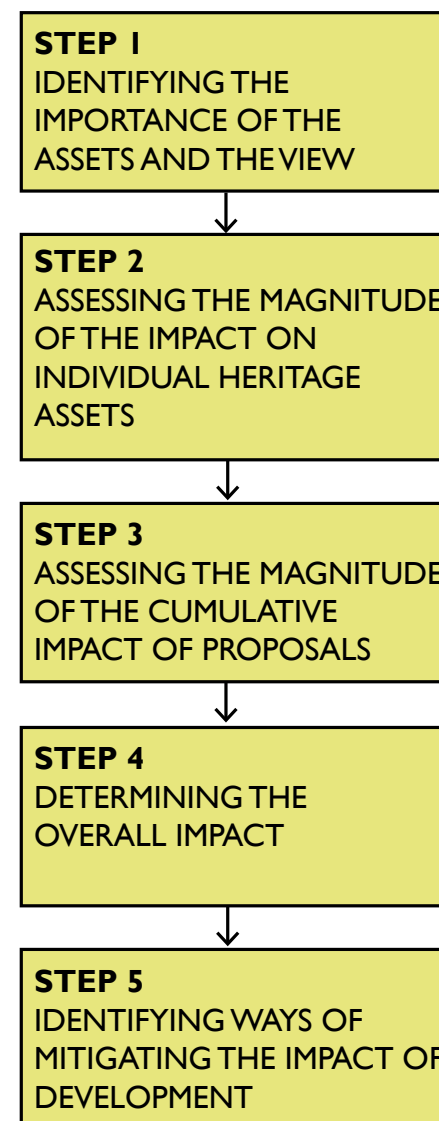 STEP 1
IDENTIFYING THE
IMPORTANCE OF THE
ASSETS AND THE VIEW
STEP 2
ASSESSING THE MAGNITUDE
OF THE IMPACT ON
INDIVIDUAL HERITAGE
ASSETS
STEP 3
ASSESSING THE MAGNITUDE
OF THE CUMULATIVE
IMPACT OF PROPOSALS
STEP 4
DETERMINING THE
OVERALL IMPACT
STEP 5
IDENTIFYING WAYS OF
MITIGATING THE IMPACT OF
DEVELOPMENT